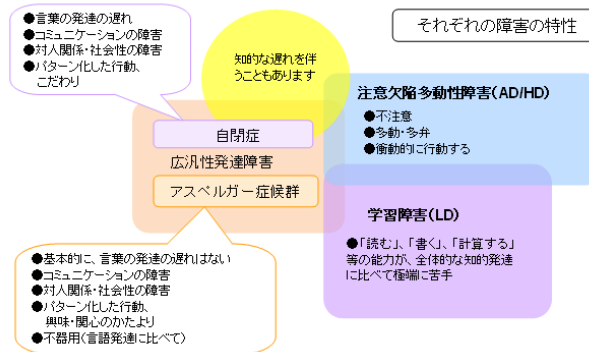 それぞれの障害の特性
●言葉の発達の遅れ
●コミュニケーションの障害
●対人関係・社会性の障害
●パターン化した行動、
こだわり
知的な遅れを伴
うこともあります
自閉症
広汎性発達障害
アスペルガー症候群
●基本的に、言葉の発達の遅れはない
●コミュニケーションの障害
●対人関係・社会性の障害
●パターン化した行動、
興味・関心のかたより
●不器用(言語発達に比べて)
注意欠陥多動性障害(AD/HD)
●不注意
●多動・多弁
●衝動的に行動する
学習障害(LD)
●「読む」、「書く」、「計算する」
等の能力が、全体的な知的発達
に比べて極端に苦手